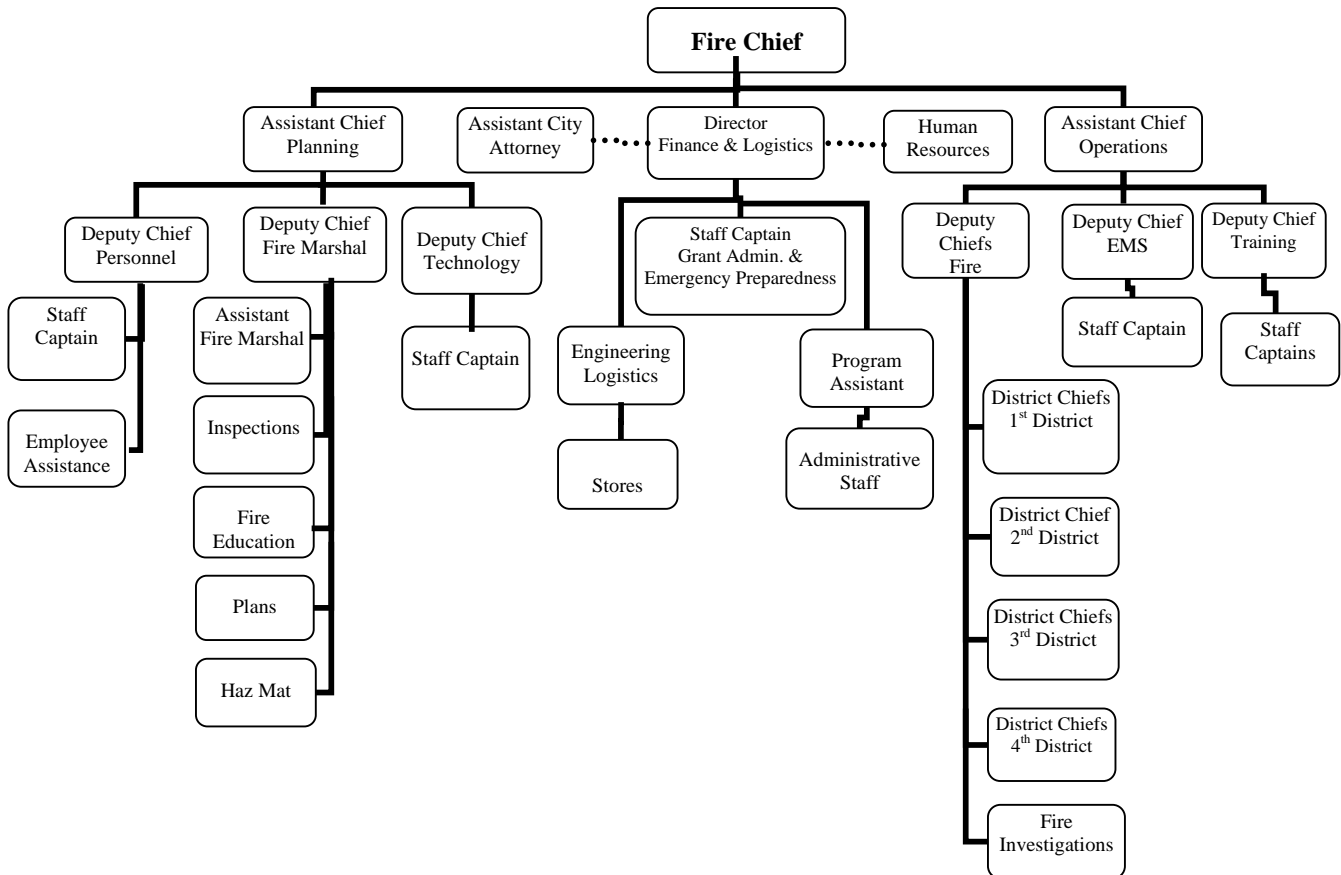 Fire Chief
Assistant Chief
Planning
Assistant City
Attorney
Director
Finance & Logistics
Human
Resources
Assistant Chief
Operations
Deputy Chief
Personnel
Deputy Chief
Fire Marshal
Deputy Chief
Technology
Staff Captain
Grant Admin. &
Emergency Preparedness
Deputy
Chiefs
Fire
Deputy Chief
EMS
Deputy Chief
Training
Staff
Captain
Assistant
Fire Marshal
Staff Captain
Engineering
Logistics
Program
Assistant
Staff Captain
Staff
Captains
Employee
Assistance
Inspections
Stores
Administrative
Staff
District Chiefs
1st District
Fire
Education
District Chief
2nd District
Plans
District Chiefs
3rd District
Haz Mat
District Chiefs
4th District
Fire
Investigations